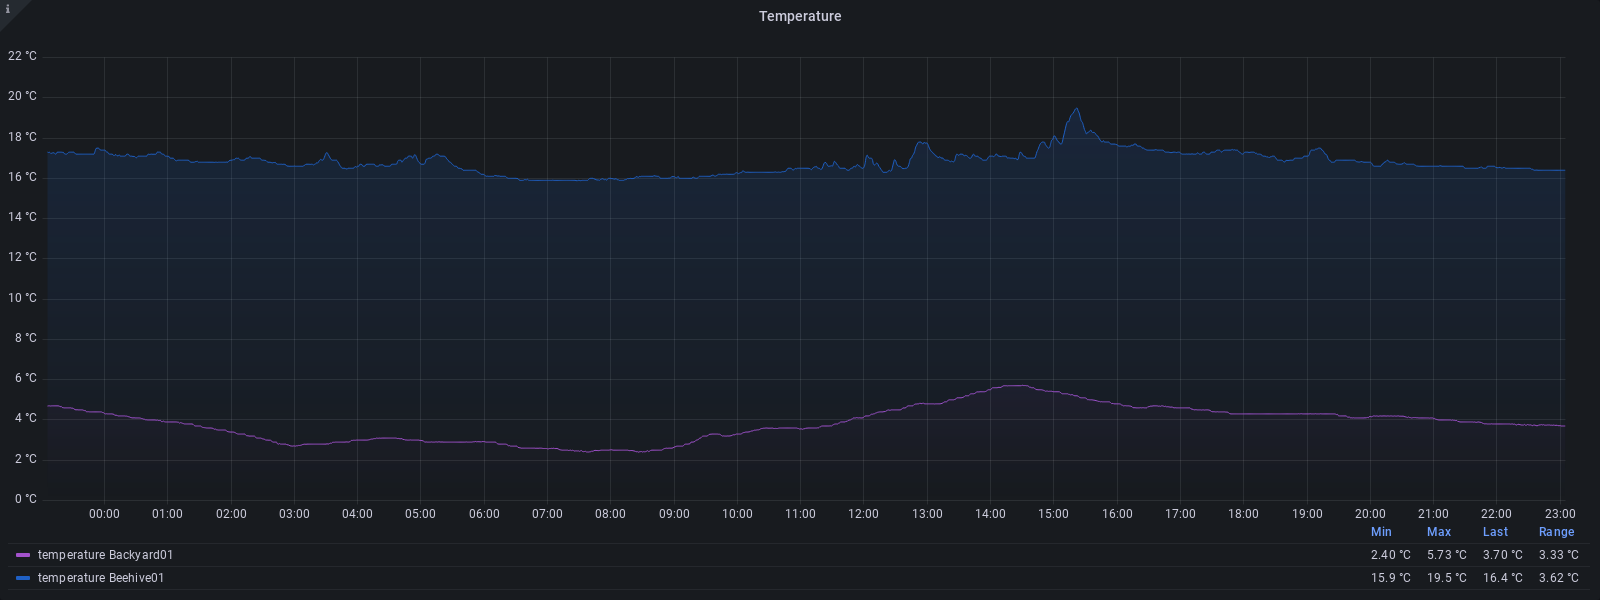 i
Temperature
22 °C
20 °C
18 °C
16 °C
14 °C
12 °C
10 °C
8 °C
6 °C
4 °C
2 °C
0 °C
00:00 01:00 02:00 03:00 04:00 05:00 06:00 07:00 08:00 09:00 10:00 11:00 12:00 13:00 14:00 15:00 16:00 17:00 18:00 19:00 20:00 21:00 22:00 23:00
Min Max Last Range
temperature Backyard01 2.40 °C 5.73 °C 3.70 °C 3.33 °C
temperature Beehive01 15.9 °C 19.5 °C 16.4 °C 3.62 °C